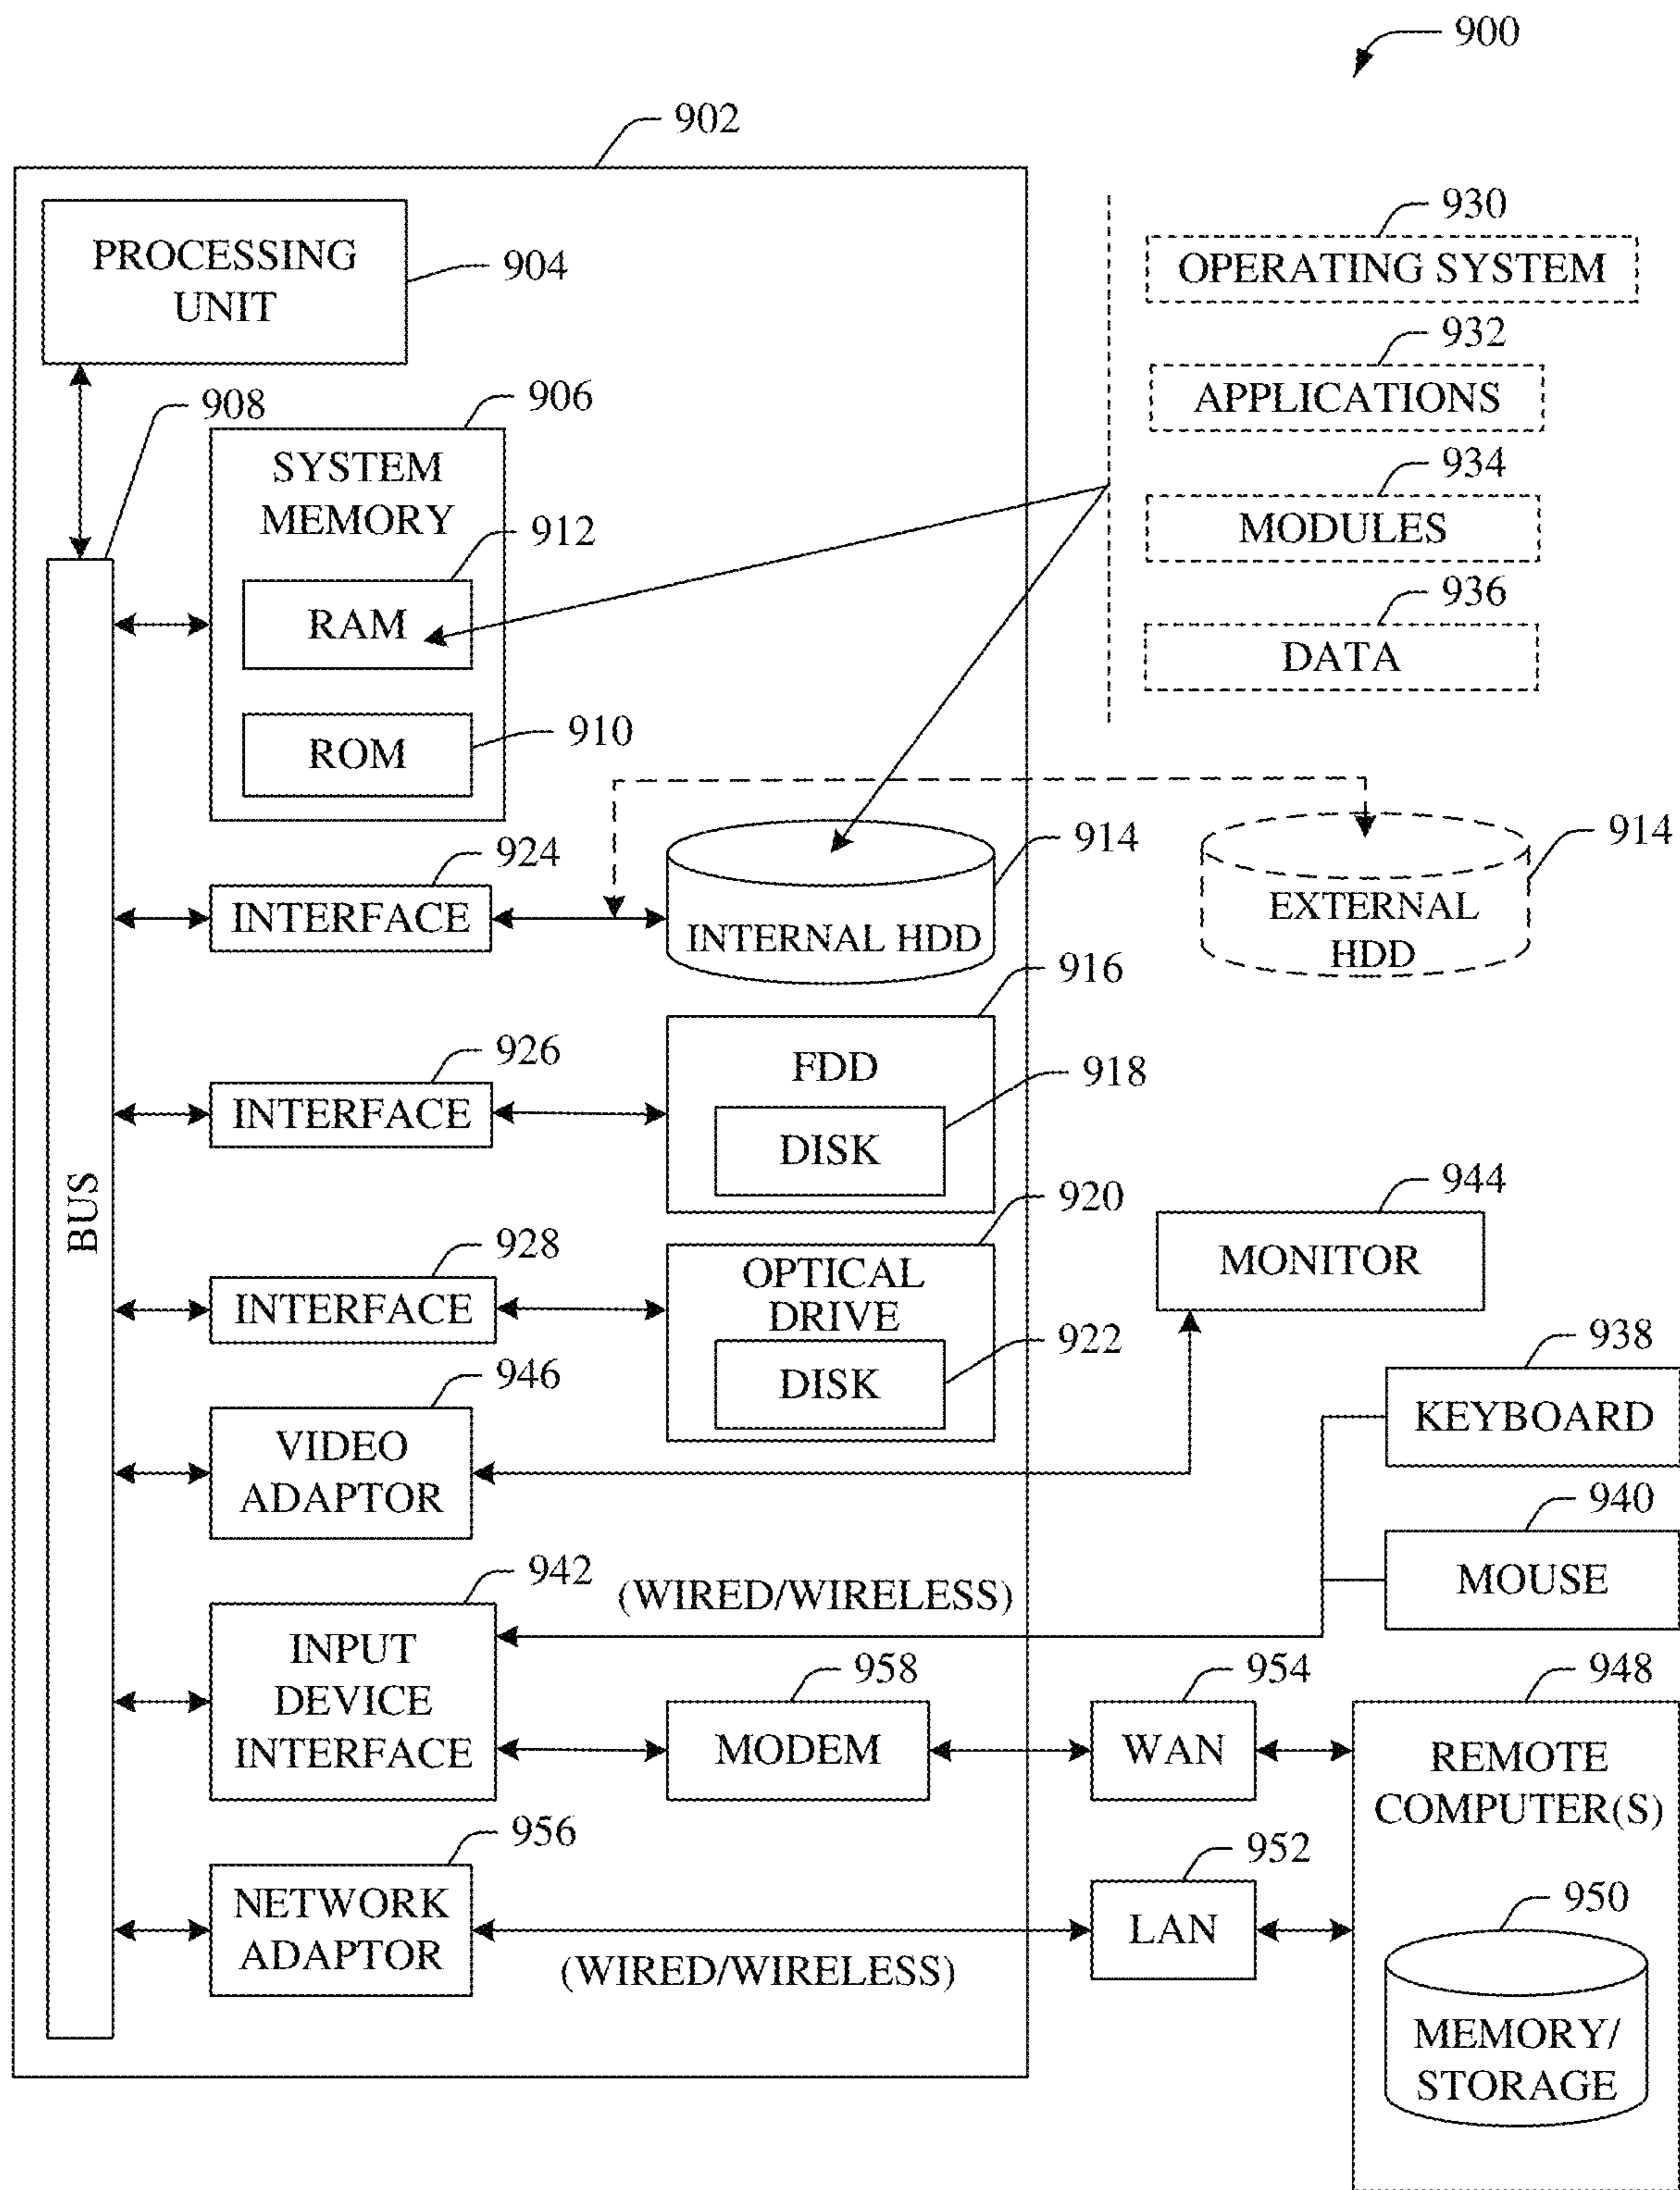 900
902
PROCESSING
UNIT
904
930
OPERATING SYSTEM
932
APPLICATIONS
934
MODULES
936
DATA
908
906
SYSTEM
MEMORY
912
RAM
910
ROM
924
INTERFACE
914
INTERNAL HDD
914
EXTERNAL
HDD
926
INTERFACE
916
FDD
918
DISK
BUS
928
INTERFACE
920
OPTICAL
DRIVE
922
DISK
944
MONITOR
946
VIDEO
ADAPTOR
938
KEYBOARD
940
MOUSE
942
INPUT
DEVICE
INTERFACE
(WIRED/WIRELESS)
958
MODEM
954
WAN
948
REMOTE
COMPUTER(S)
956
NETWORK
ADAPTOR
(WIRED/WIRELESS)
952
LAN
950
MEMORY/
STORAGE